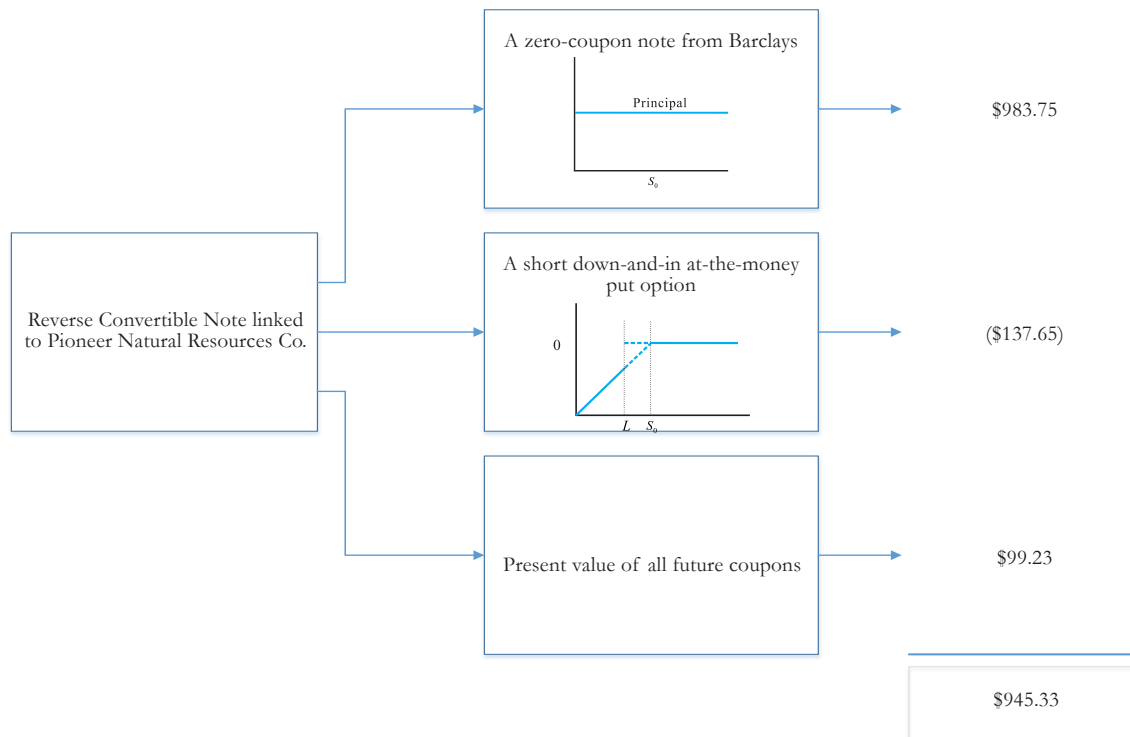 A zero-coupon note from Barclays
Principal
S₀
$983.75
Reverse Convertible Note linked
to Pioneer Natural Resources Co.
A short down-and-in at-the-money
put option
0
L S₀
($137.65)
Present value of all future coupons
$99.23
$945.33